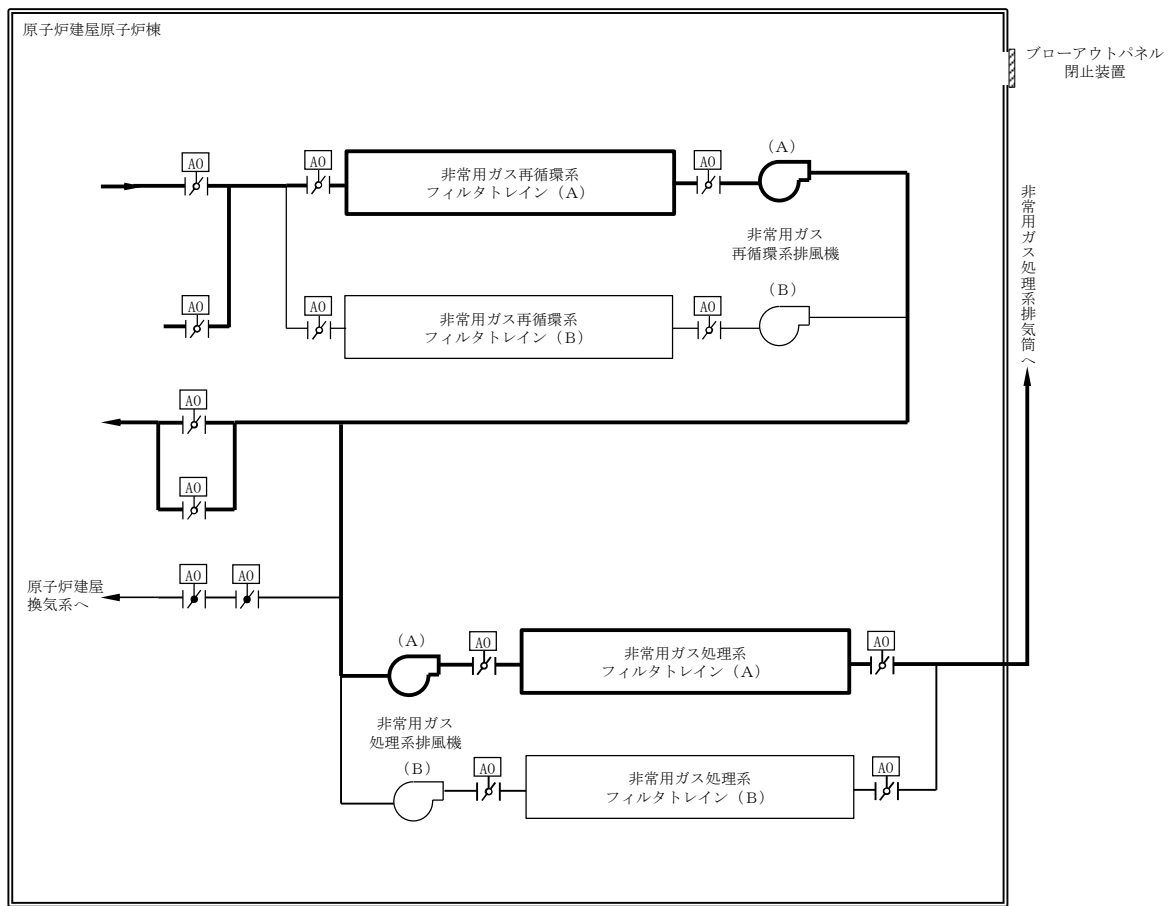 原子炉建屋原子炉棟
ブローアウトパネル
閉止装置
AO
AO
AO
(A)
非常用ガス再循環系
フィルタトレイン(A)
非常用ガス
再循環系排風機
(B)
AO
AO
AO
非常用ガス再循環系
フィルタトレイン(B)
非常用ガス処理系排気筒へ
AO
AO
AO
AO
原子炉建屋
換気系へ
(A)
AO
非常用ガス処理系
フィルタトレイン(A)
AO
非常用ガス
処理系排風機
(B)
AO
非常用ガス処理系
フィルタトレイン(B)
AO